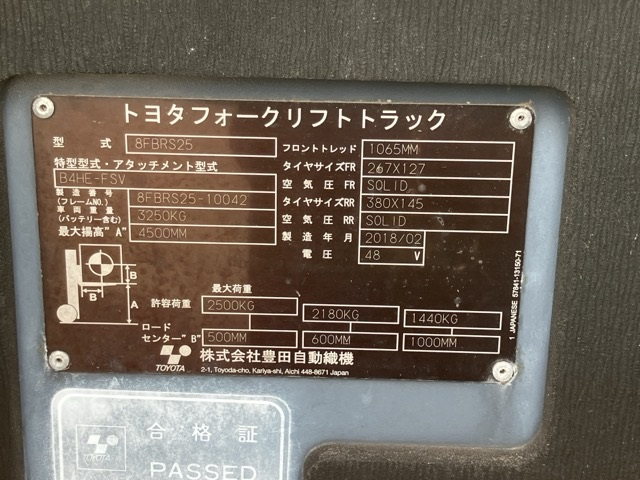 トヨタフォークリフトトラック
型 式 8FBRS25
フロントトレッド 1065MM
特型型式・アタッチメント型式
B4HE-FSV
タイヤサイズFR 267X127
空気圧 FR SOLID
製造番号 (フレームNO.) 8FBRS25-10042
タイヤサイズRR 380X145
車両重量 (バッテリー含む) 3250KG
空気圧 RR SOLID
最大揚高"A" 4500MM
製造年月 2018/02
電圧 48 V
B
B
A
最大荷重
許容荷重 2500KG 2180KG 1440KG
ロード
センター"B" 500MM 600MM 1000MM
TOYOTA
株式会社豊田自動織機
2-1, Toyoda-cho, Kariya-shi, Aichi 448-8671 Japan
1 JAPANESE 57841-13150-71
TOYOTA
合格証
PASSED